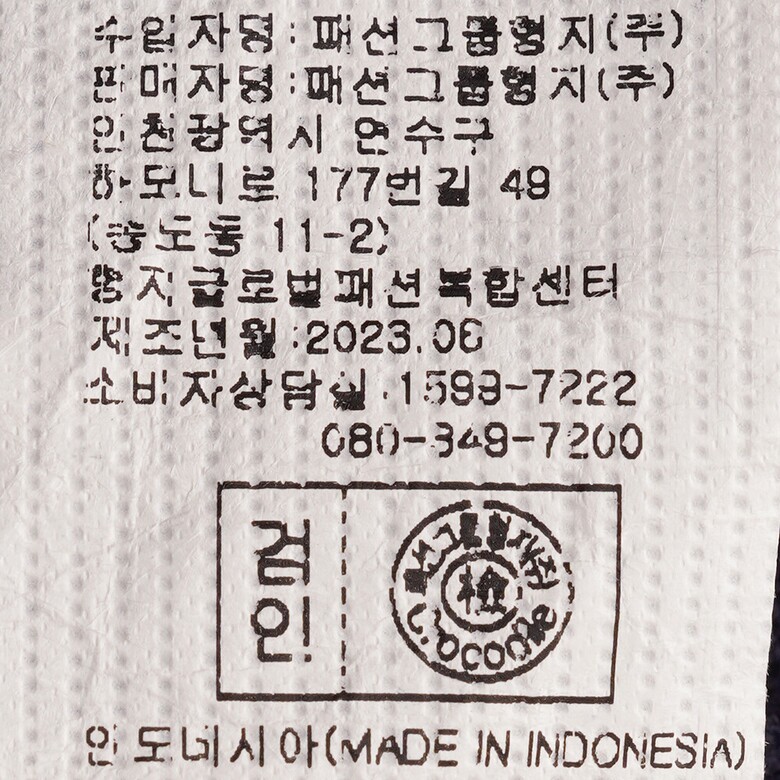 수입자명:패션그룹형지(주)
판매자명:패션그룹형지(주)
인천광역시 연수구
하모니로 177번길 49
(송도동 11-2)
형지글로벌패션복합센터
제조년월:2023.06
소비자상담실:1599-7222
080-349-7200
검인
패션그룹형지(주)
檢
인도네시아(MADE IN INDONESIA)